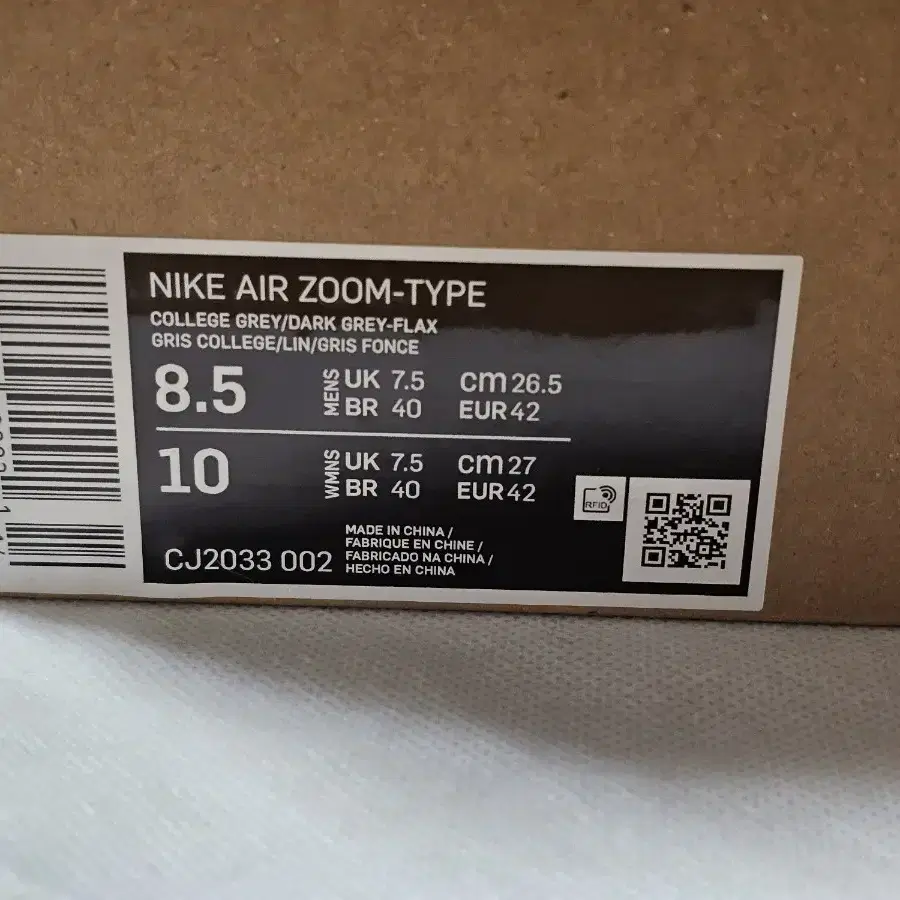 NIKE AIR ZOOM-TYPE
COLLEGE GREY/DARK GREY-FLAX
GRIS COLLEGE/LIN/GRIS FONCE
8.5 MENS UK 7.5 cm 26.5
BR 40 EUR 42
10 WMNS UK 7.5 cm 27
BR 40 EUR 42
RFID
MADE IN CHINA /
FABRIQUE EN CHINE /
FABRICADO NA CHINA /
HECHO EN CHINA
CJ2033 002